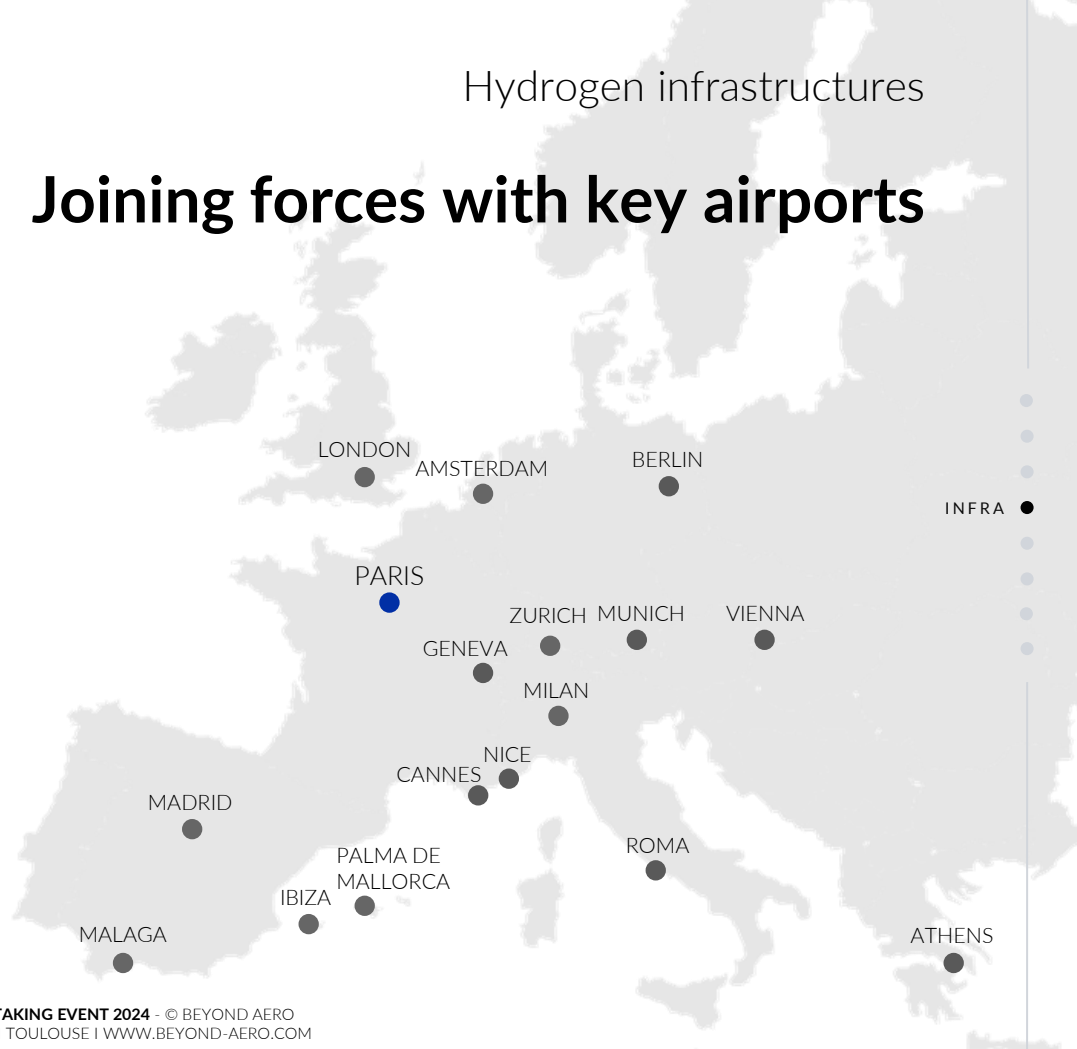 Hydrogen infrastructures
Joining forces with key airports
LONDON
AMSTERDAM
BERLIN
INFRA
PARIS
ZURICH
MUNICH
VIENNA
GENEVA
MILAN
NICE
CANNES
MADRID
ROMA
PALMA DE
MALLORCA
IBIZA
MALAGA
ATHENS
TAKING EVENT 2024 - © BEYOND AERO
TOULOUSE I WWW.BEYOND-AERO.COM